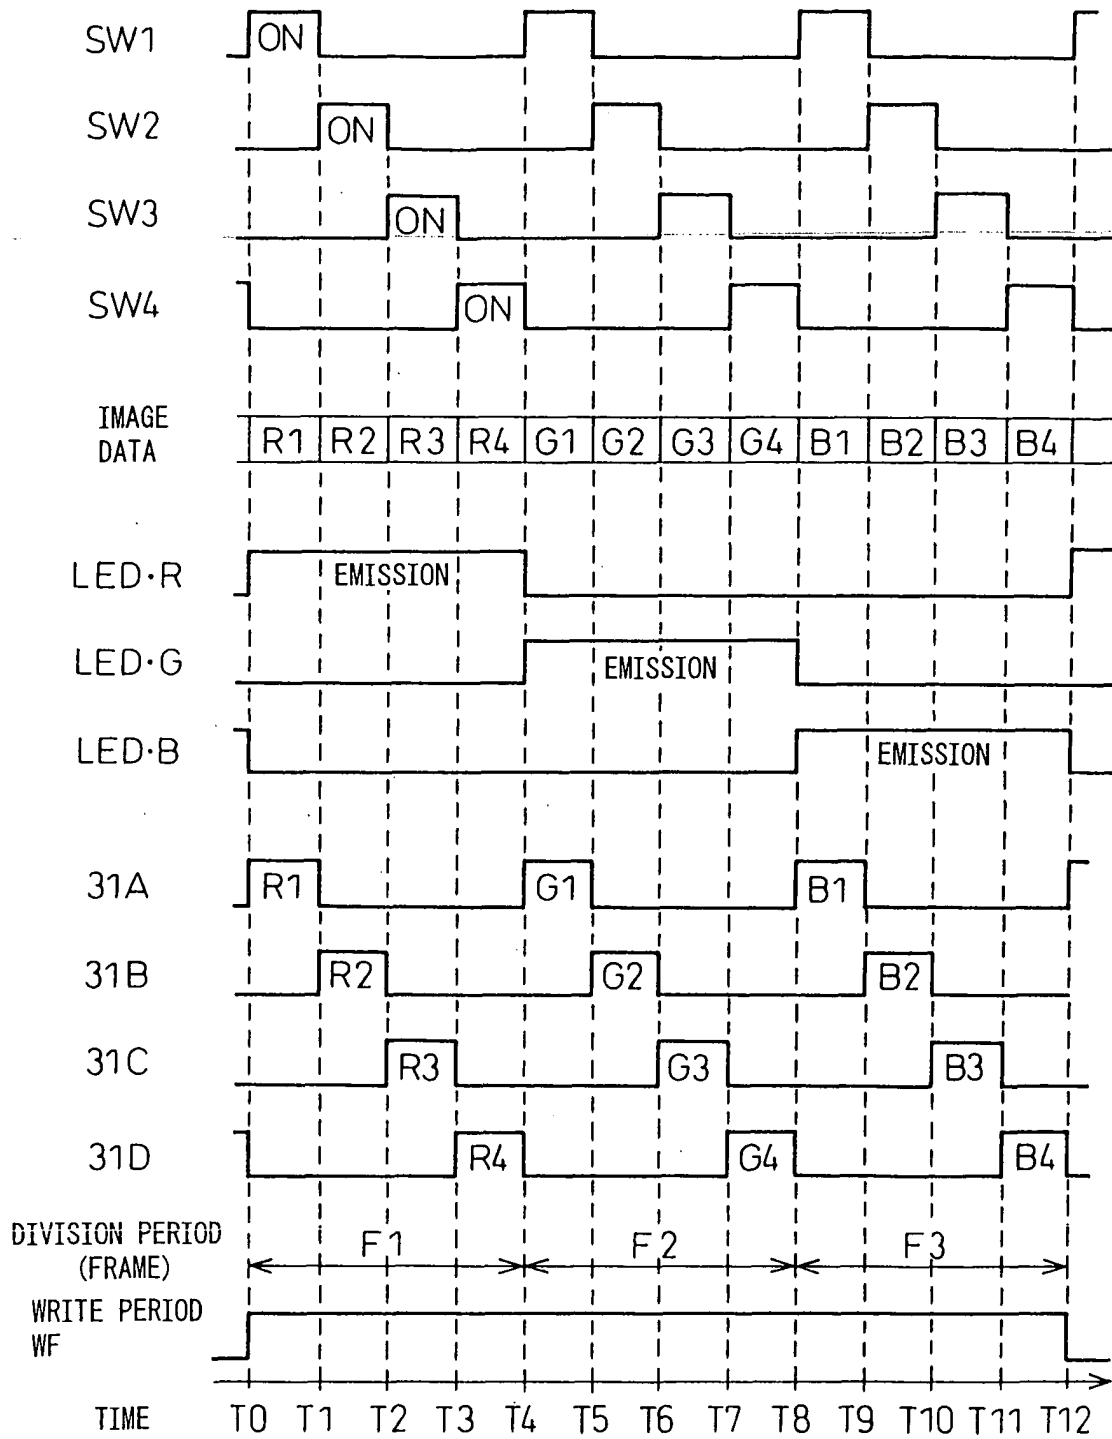 SW1 ON
SW2 ON
SW3 ON
SW4 ON
IMAGE
DATA
R1 R2 R3 R4 G1 G2 G3 G4 B1 B2 B3 B4
LED·R EMISSION
LED·G EMISSION
LED·B EMISSION
31A R1 G1 B1
31B R2 G2 B2
31C R3 G3 B3
31D R4 G4 B4
DIVISION PERIOD
(FRAME)
F1 F2 F3
WRITE PERIOD
WF
TIME T0 T1 T2 T3 T4 T5 T6 T7 T8 T9 T10 T11 T12